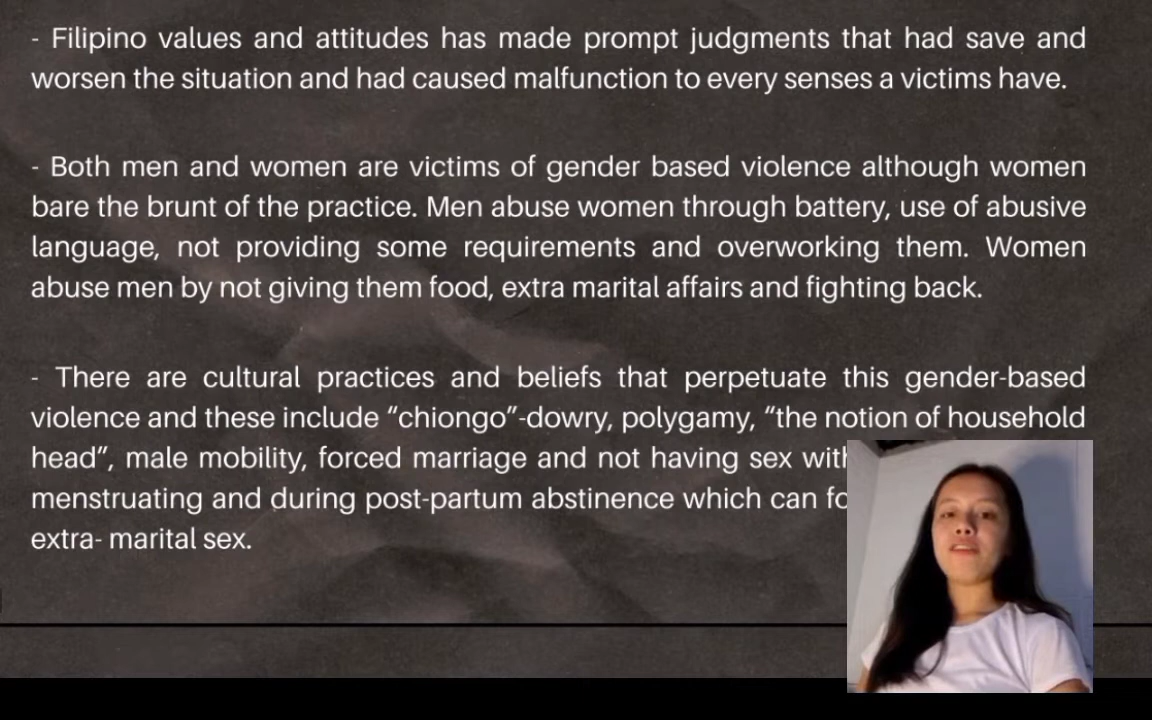 - Filipino values and attitudes has made prompt judgments that had save and
worsen the situation and had caused malfunction to every senses a victims have.
- Both men and women are victims of gender based violence although women
bare the brunt of the practice. Men abuse women through battery, use of abusive
language, not providing some requirements and overworking them. Women
abuse men by not giving them food, extra marital affairs and fighting back.
- There are cultural practices and beliefs that perpetuate this gender-based
violence and these include “chiongo”-dowry, polygamy, “the notion of household
head”, male mobility, forced marriage and not having sex
menstruating and during post-partum abstinence which can
extra- marital sex.